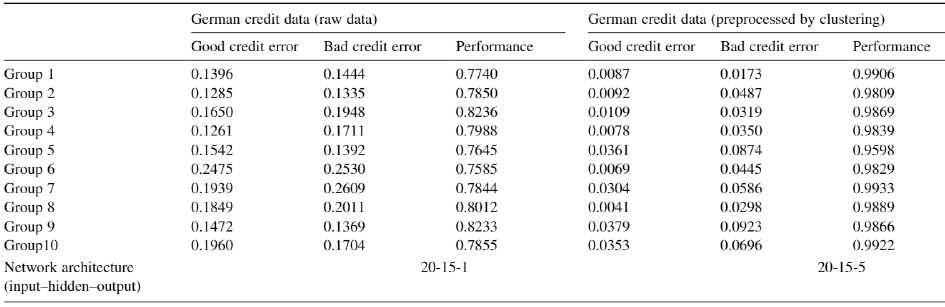 German credit data (raw data) German credit data (preprocessed by clustering)
Good credit error Bad credit error Performance Good credit error Bad credit error Performance
Group 1 0.1396 0.1444 0.7740 0.0087 0.0173 0.9906
Group 2 0.1285 0.1335 0.7850 0.0092 0.0487 0.9809
Group 3 0.1650 0.1948 0.8236 0.0109 0.0319 0.9869
Group 4 0.1261 0.1711 0.7988 0.0078 0.0350 0.9839
Group 5 0.1542 0.1392 0.7645 0.0361 0.0874 0.9598
Group 6 0.2475 0.2530 0.7585 0.0069 0.0445 0.9829
Group 7 0.1939 0.2609 0.7844 0.0304 0.0586 0.9933
Group 8 0.1849 0.2011 0.8012 0.0041 0.0298 0.9889
Group 9 0.1472 0.1369 0.8233 0.0379 0.0923 0.9866
Group10 0.1960 0.1704 0.7855 0.0353 0.0696 0.9922
Network architecture 20-15-1 20-15-5
(input–hidden–output)